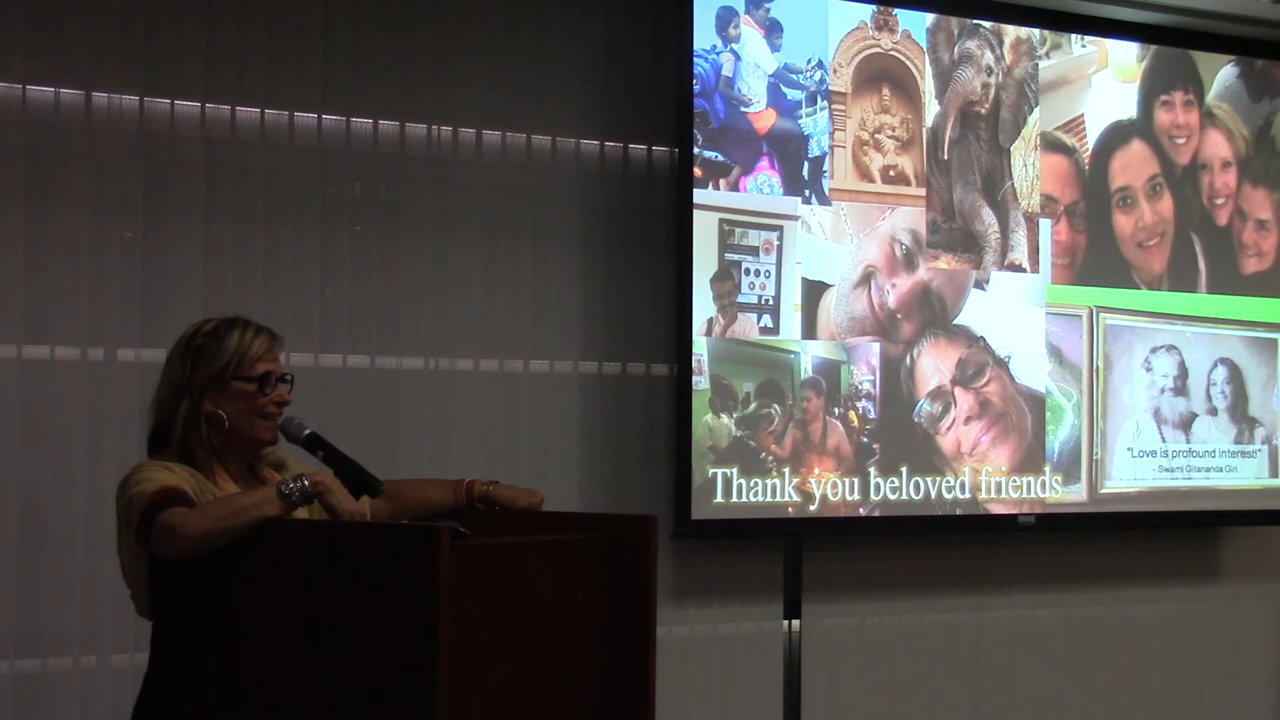 "Love is profound interest!"
- Swami Gitananda Giri
Thank you beloved friends